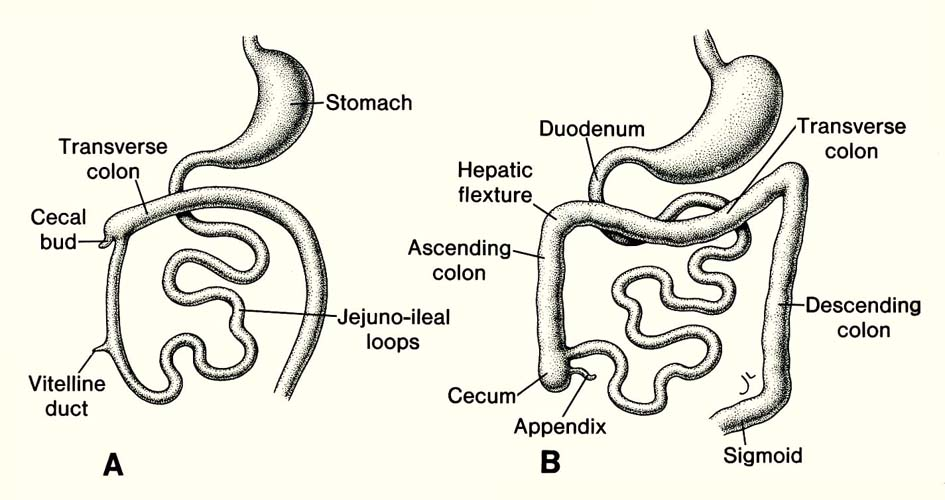 Stomach
Transverse
colon
Cecal
bud
Jejuno-ileal
loops
Vitelline
duct
A
Duodenum
Transverse
colon
Hepatic
flexure
Ascending
colon
Descending
colon
Cecum
Appendix
Sigmoid
B